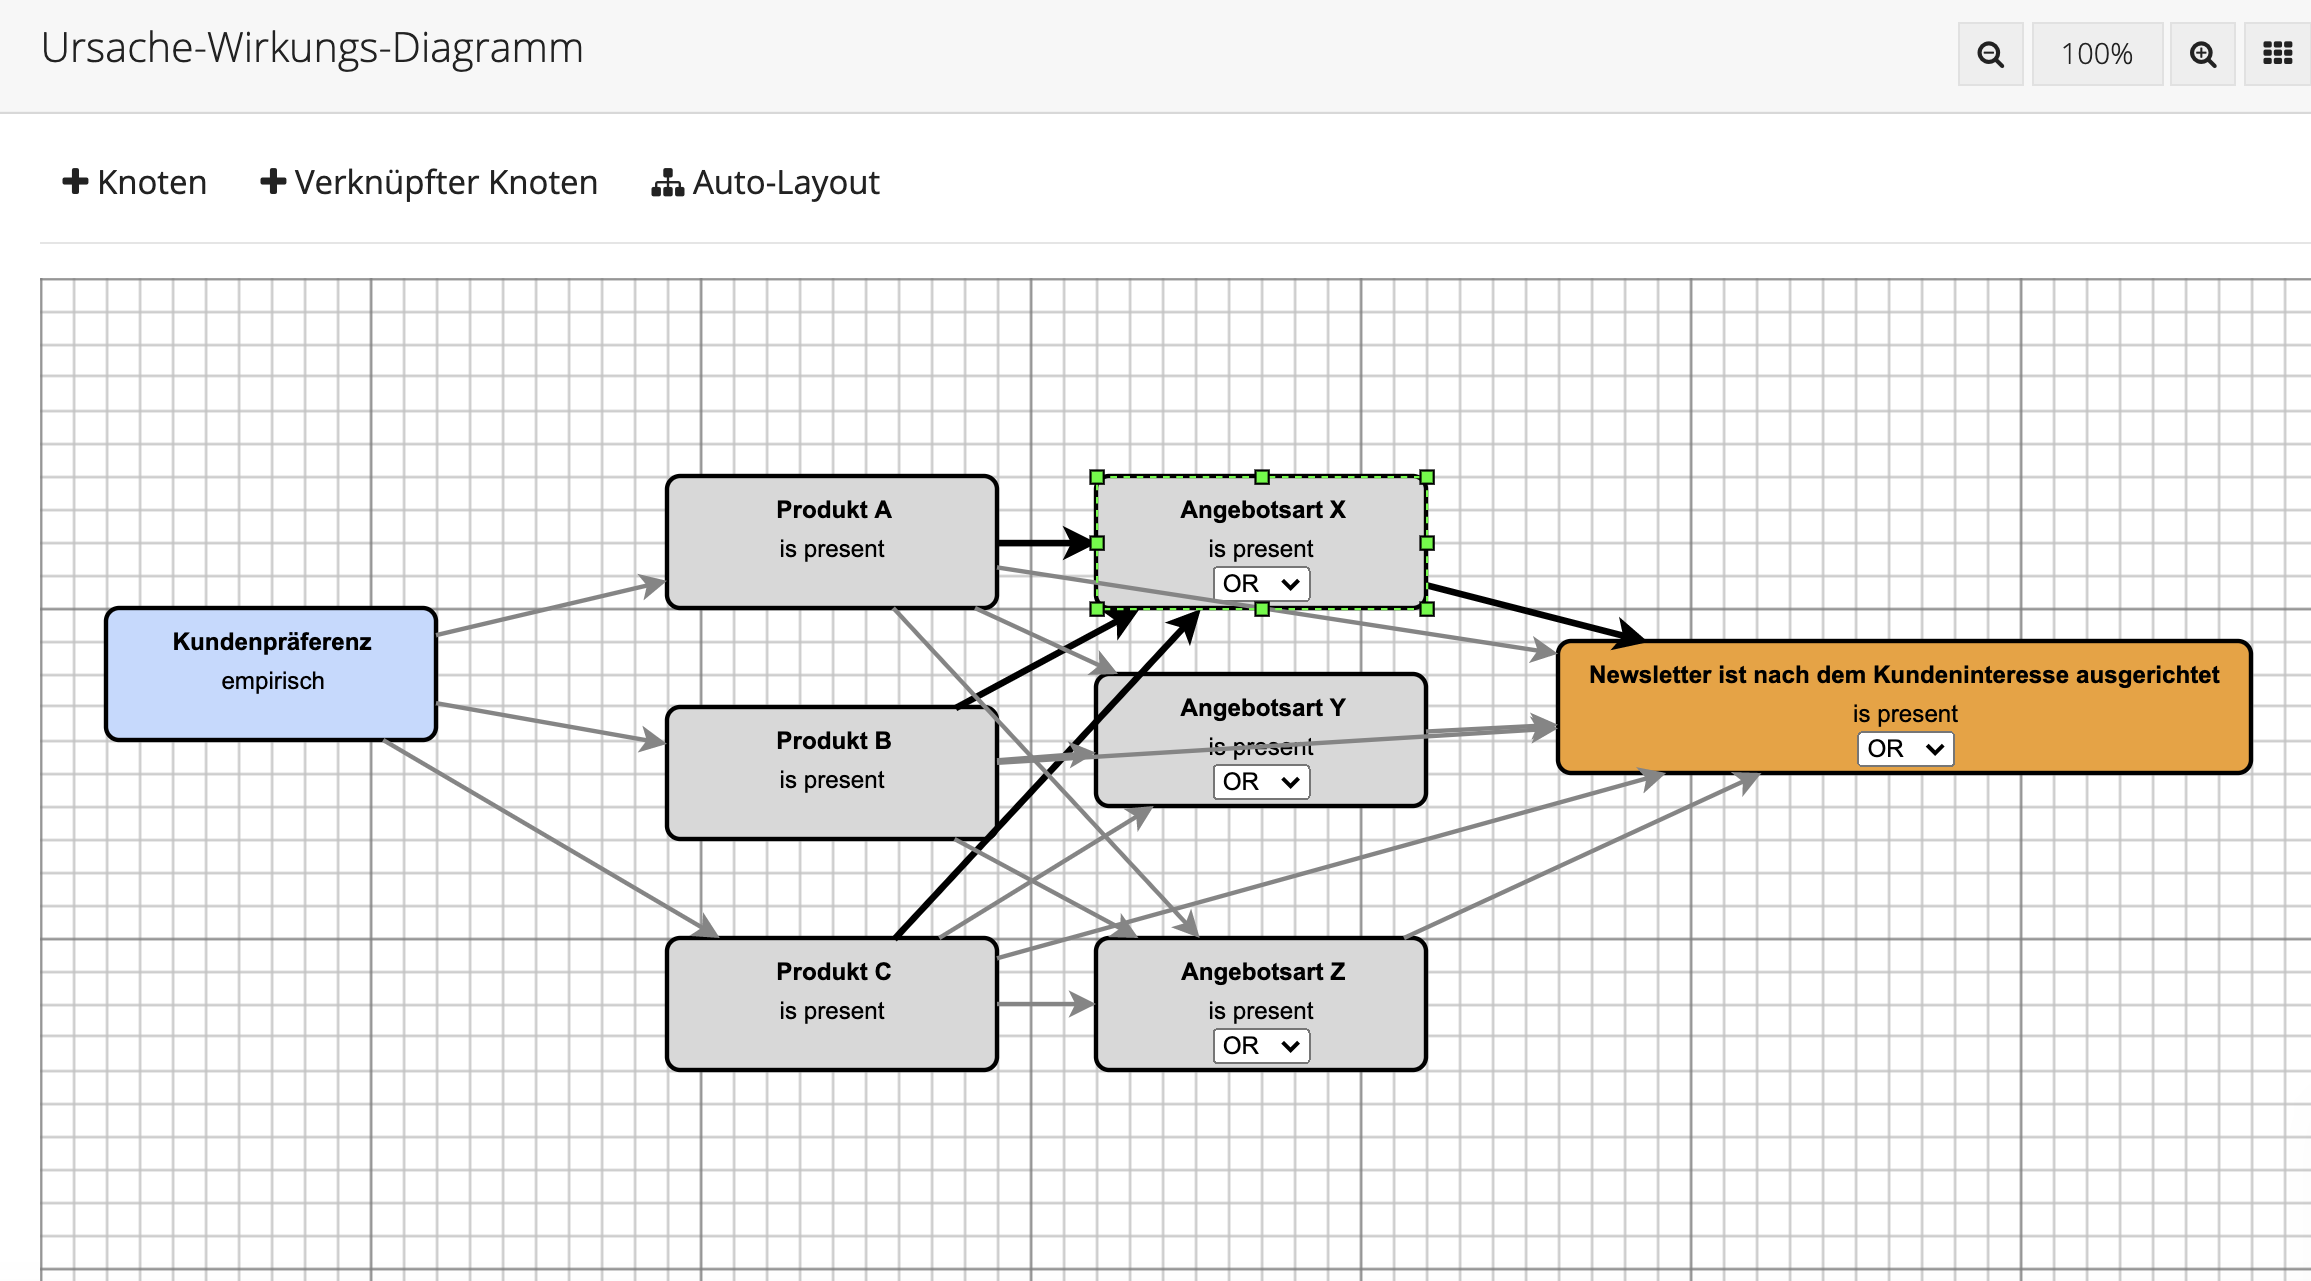 Ursache-Wirkungs-Diagramm
100%
Knoten
Verknüpfter Knoten
Auto-Layout
Produkt A
is present
Angebotsart X
is present
OR
Kundenpräferenz
empirisch
Newsletter ist nach dem Kundeninteresse ausgerichtet
is present
OR
Produkt B
is present
Angebotsart Y
is present
OR
Produkt C
is present
Angebotsart Z
is present
OR